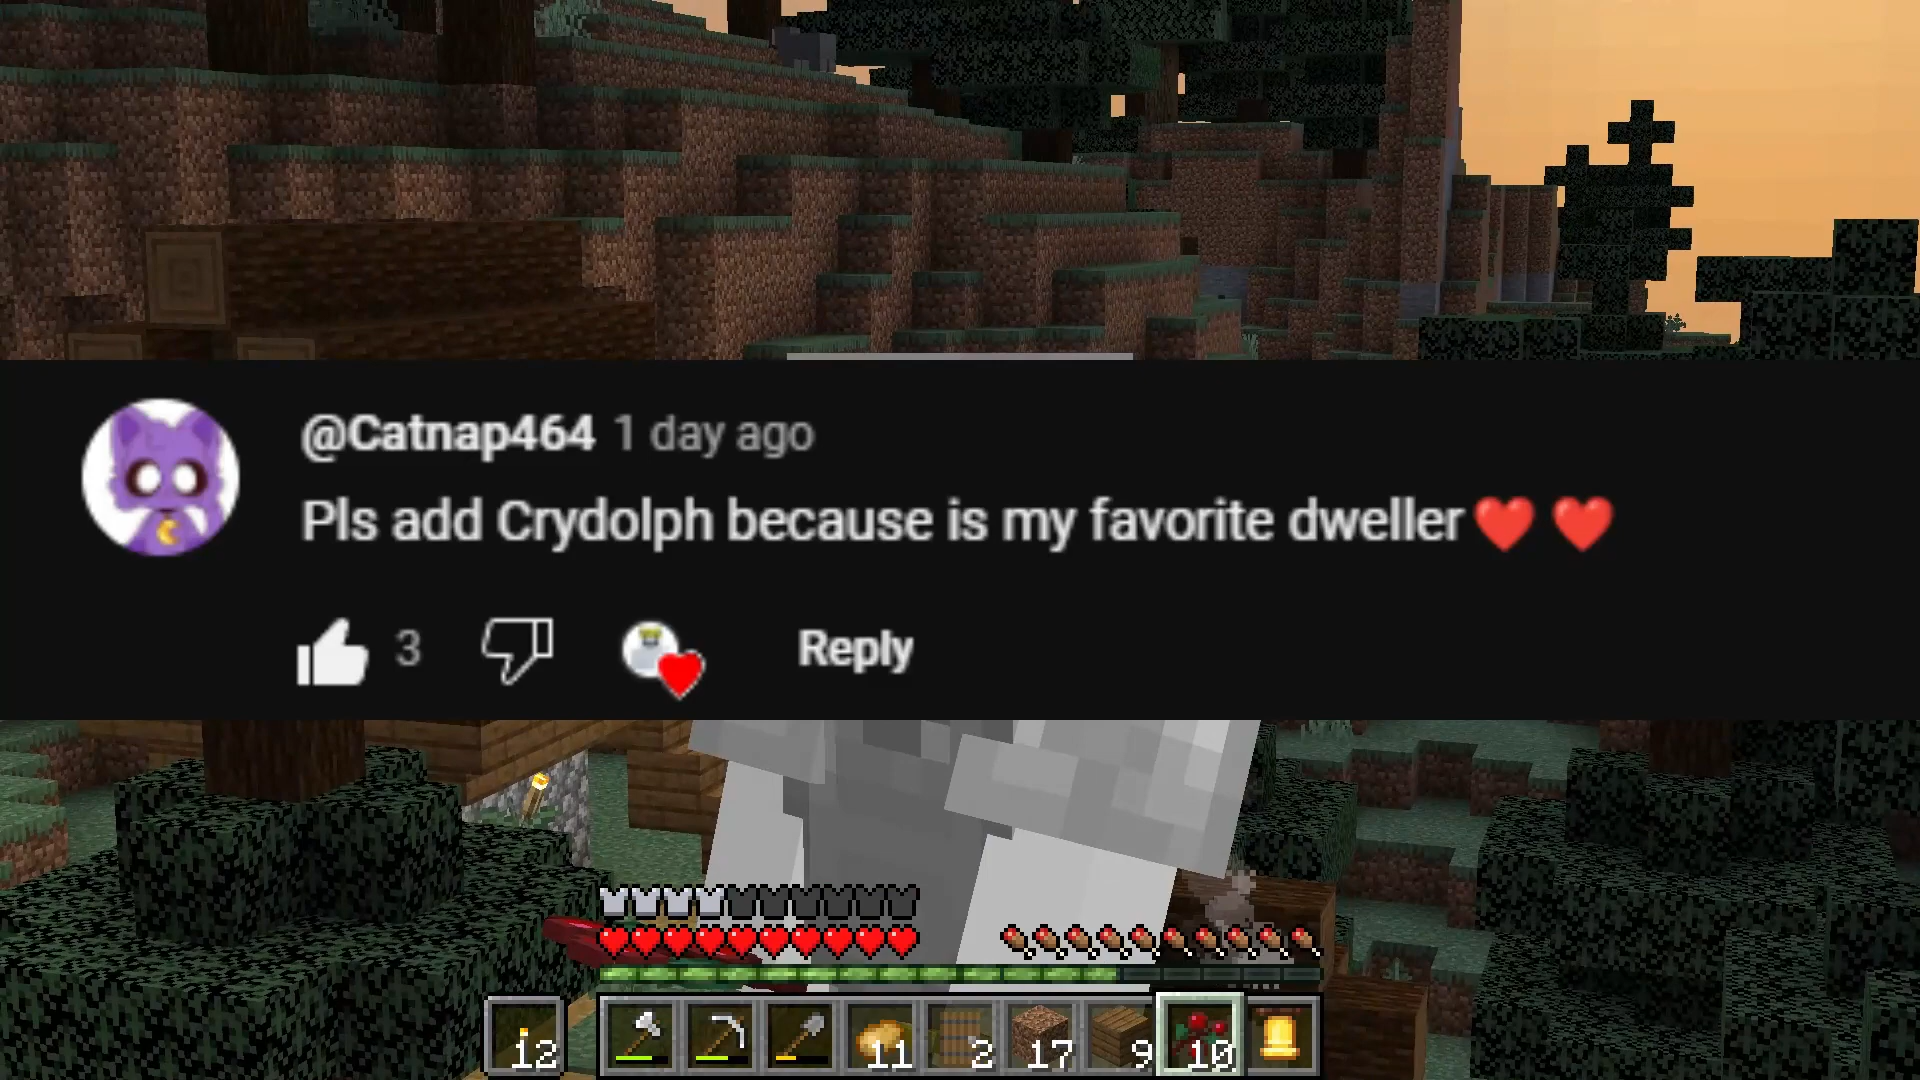 @Catnap464 1 day ago
Pls add Crydolph because is my favorite dweller❤️ ❤️
3 Reply
12 11 2 17 9 10